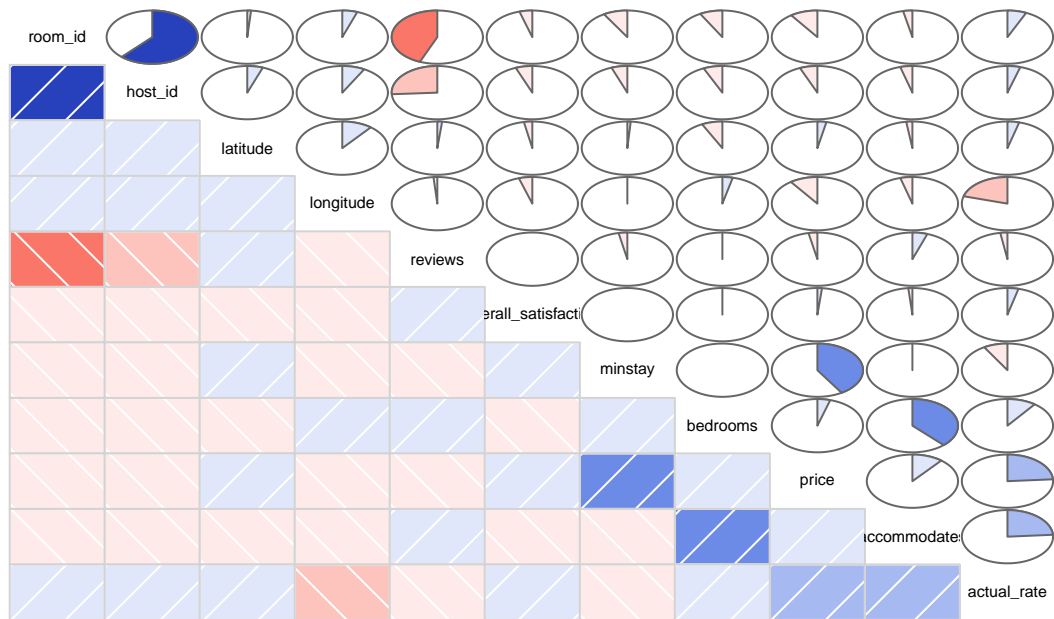 room_id
host_id
latitude
longitude
reviews
erall_satisfacti
minstay
bedrooms
price
accommodates
actual_rate